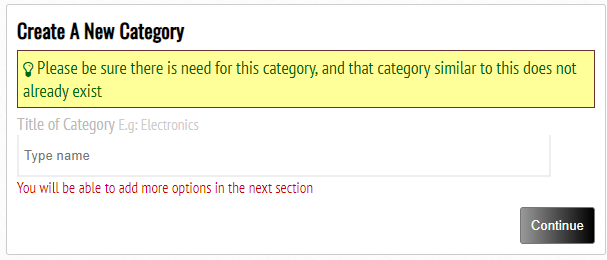 Create A New Category
Please be sure there is need for this category, and that category similar to this does not
already exist
Title of Category E.g: Electronics
Type name
You will be able to add more options in the next section
Continue